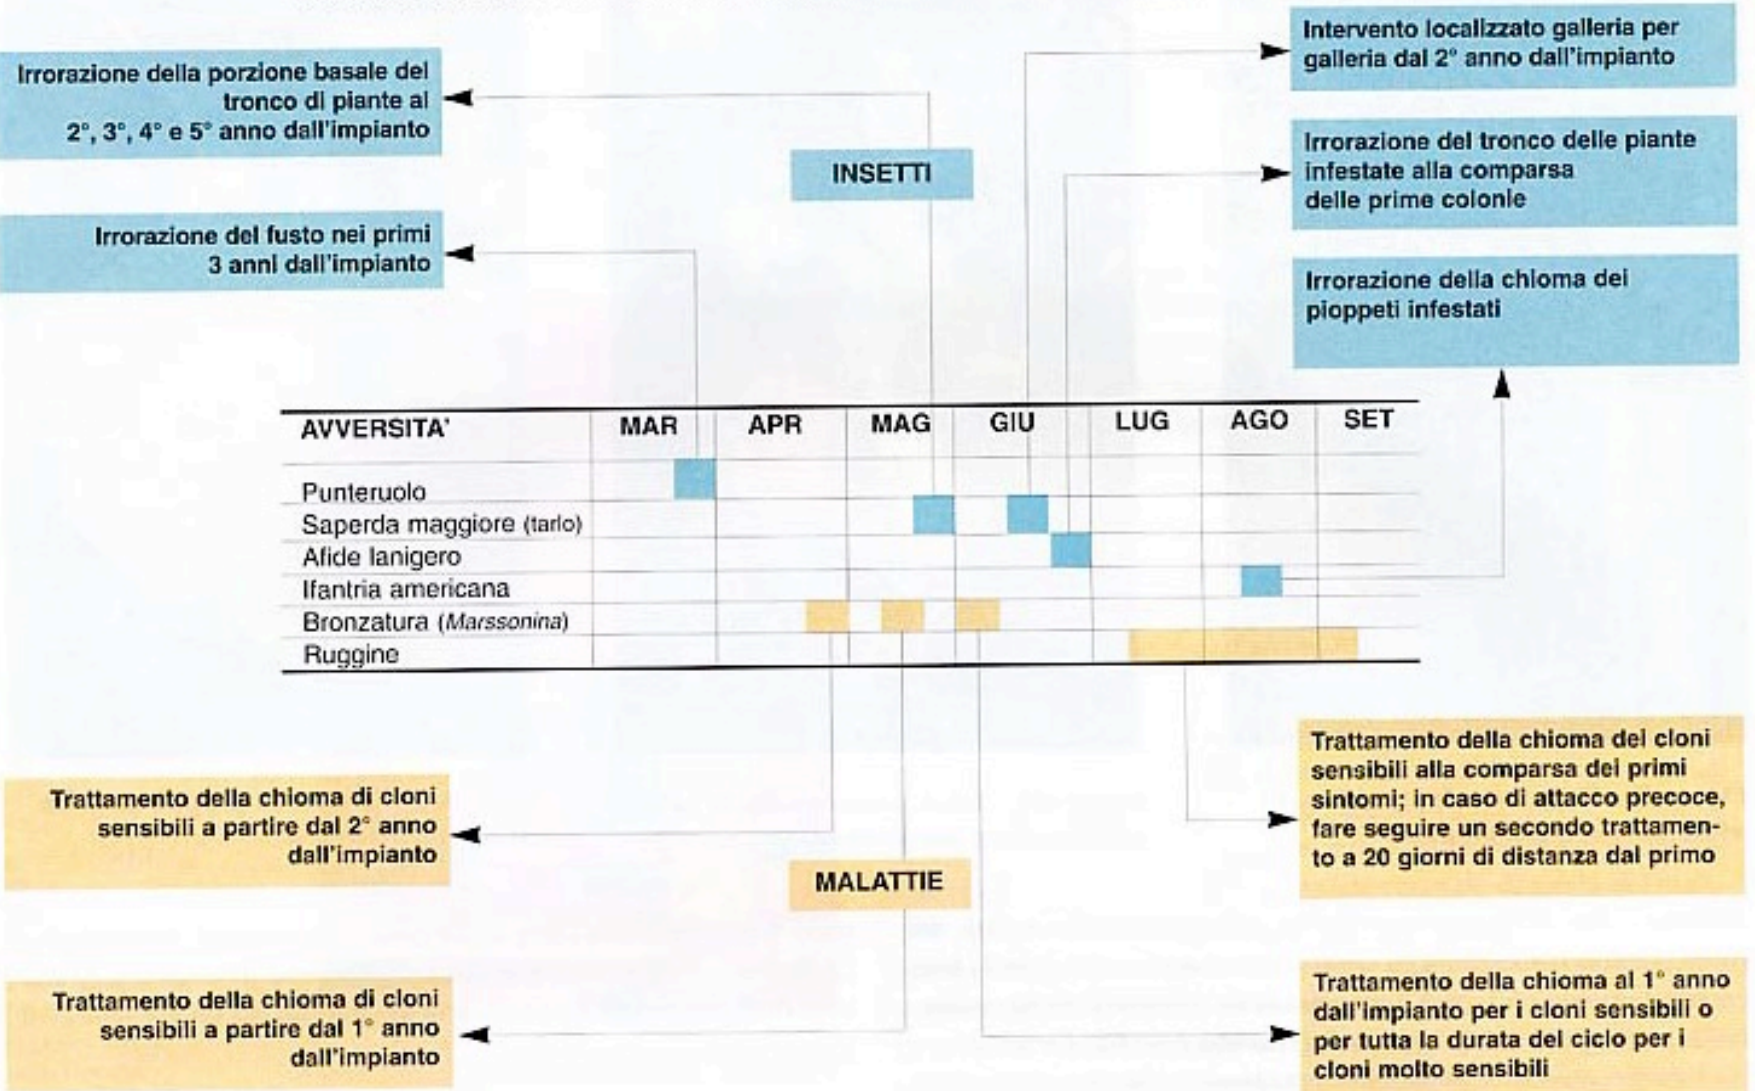 Irrorazione della porzione basale del
tronco di piante al
2°, 3°, 4° e 5° anno dall'impianto
Irrorazione del fusto nei primi
3 anni dall'impianto
INSETTI
Intervento localizzato galleria per
galleria dal 2° anno dall'impianto
Irrorazione del tronco delle piante
infestate alla comparsa
delle prime colonie
Irrorazione della chioma dei
pioppeti infestati
AVVERSITA' MAR APR MAG GIU LUG AGO SET
Punteruolo
Saperda maggiore (tarlo)
Afide lanigero
Ifantria americana
Bronzatura (Marssonina)
Ruggine
Trattamento della chioma di cloni
sensibili a partire dal 2° anno
dall'impianto
MALATTIE
Trattamento della chioma di cloni
sensibili a partire dal 1° anno
dall'impianto
Trattamento della chioma dei cloni
sensibili alla comparsa dei primi
sintomi; in caso di attacco precoce,
fare seguire un secondo trattamen-
to a 20 giorni di distanza dal primo
Trattamento della chioma al 1° anno
dall'impianto per i cloni sensibili o
per tutta la durata del ciclo per i
cloni molto sensibili